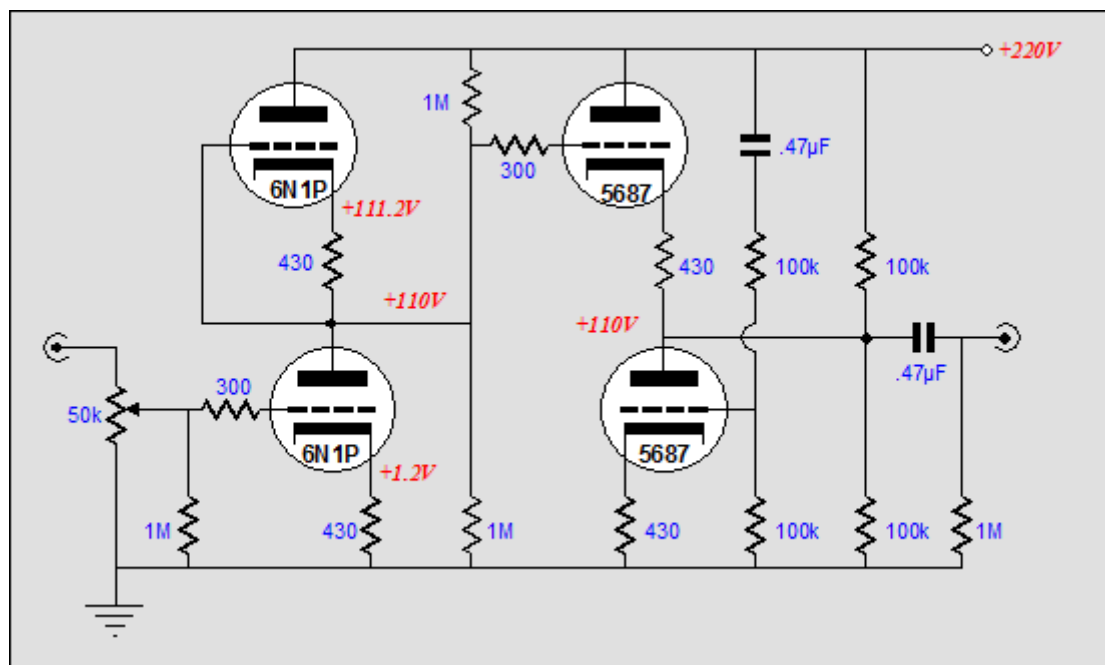 +220V
1M
.47µF
300
6N1P
5687
+111.2V
430
430
100k
100k
+110V
+110V
.47µF
300
50k
6N1P
5687
+1.2V
1M
430
1M
430
100k
100k
1M